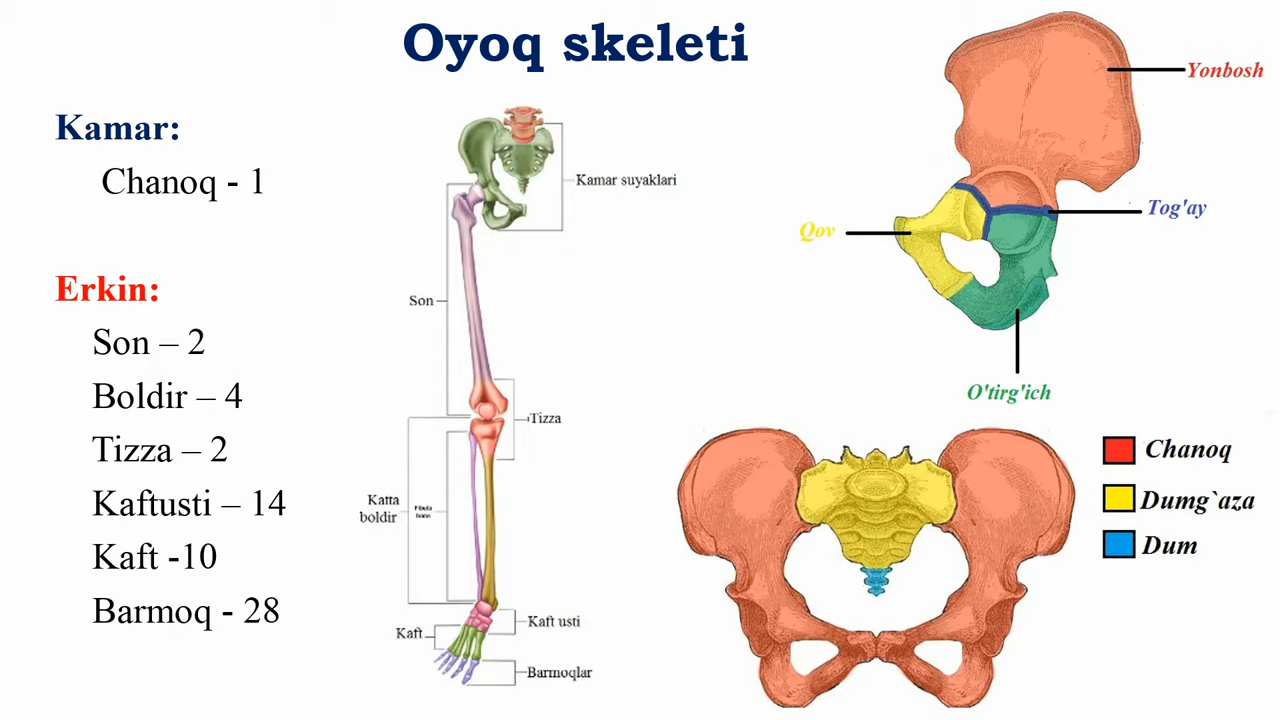 Oyoq skeleti
Kamar:
Chanoq - 1
Erkin:
Son – 2
Boldir – 4
Tizza – 2
Kaftusti – 14
Kaft -10
Barmoq - 28
Kamar suyaklari
Son
Tizza
Katta
boldir
Fibula
bone
Kaft usti
Kaft
Barmoqlar
Yonbosh
Tog'ay
Qov
O'tirg'ich
Chanoq
Dumg`aza
Dum